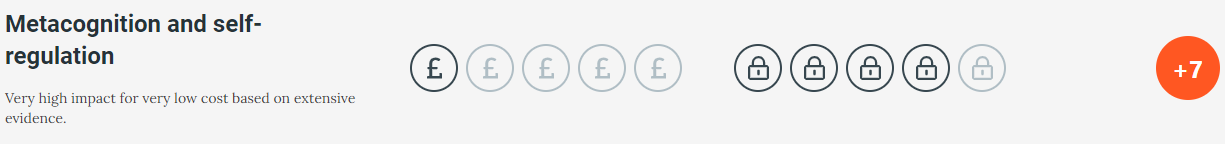 Metacognition and self-
regulation
Very high impact for very low cost based on extensive
evidence.
£ £ £ £ £
+7